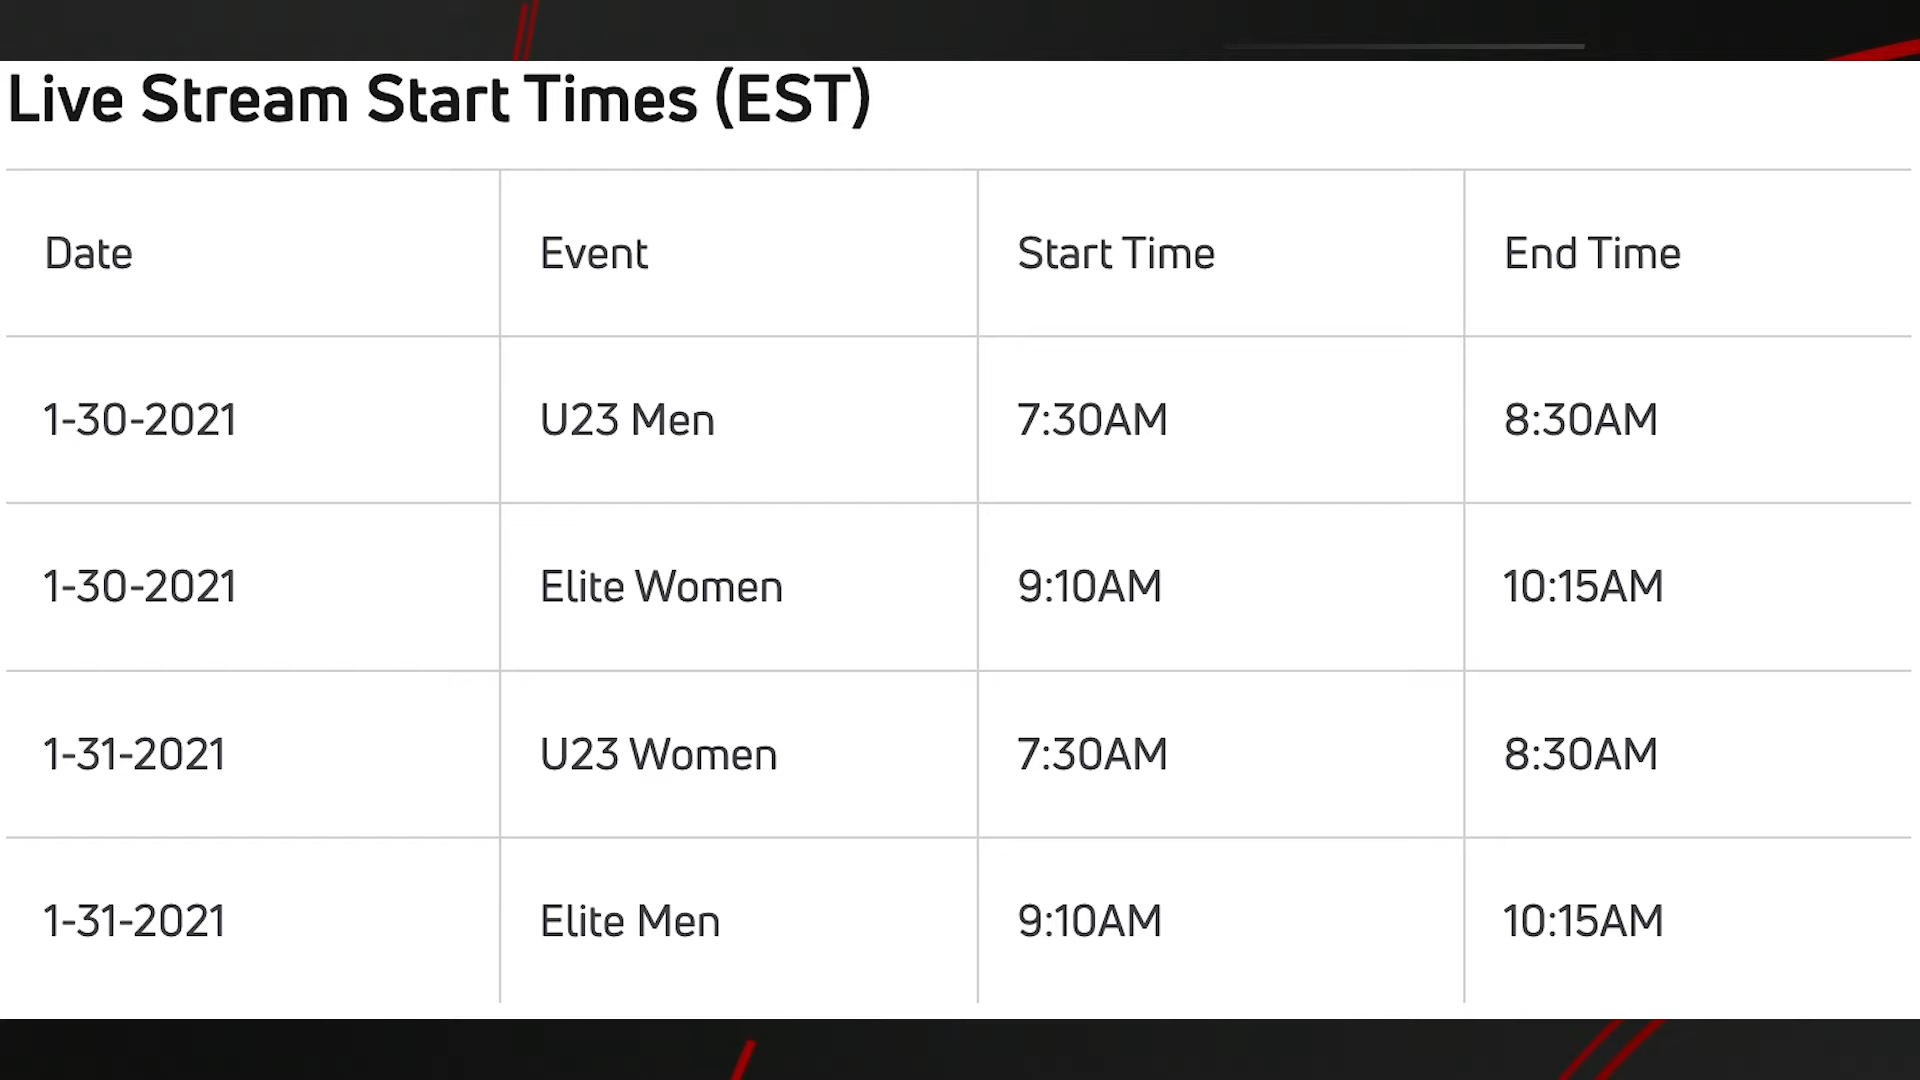 Live Stream Start Times (EST)
Date Event Start Time End Time
1-30-2021 U23 Men 7:30AM 8:30AM
1-30-2021 Elite Women 9:10AM 10:15AM
1-31-2021 U23 Women 7:30AM 8:30AM
1-31-2021 Elite Men 9:10AM 10:15AM